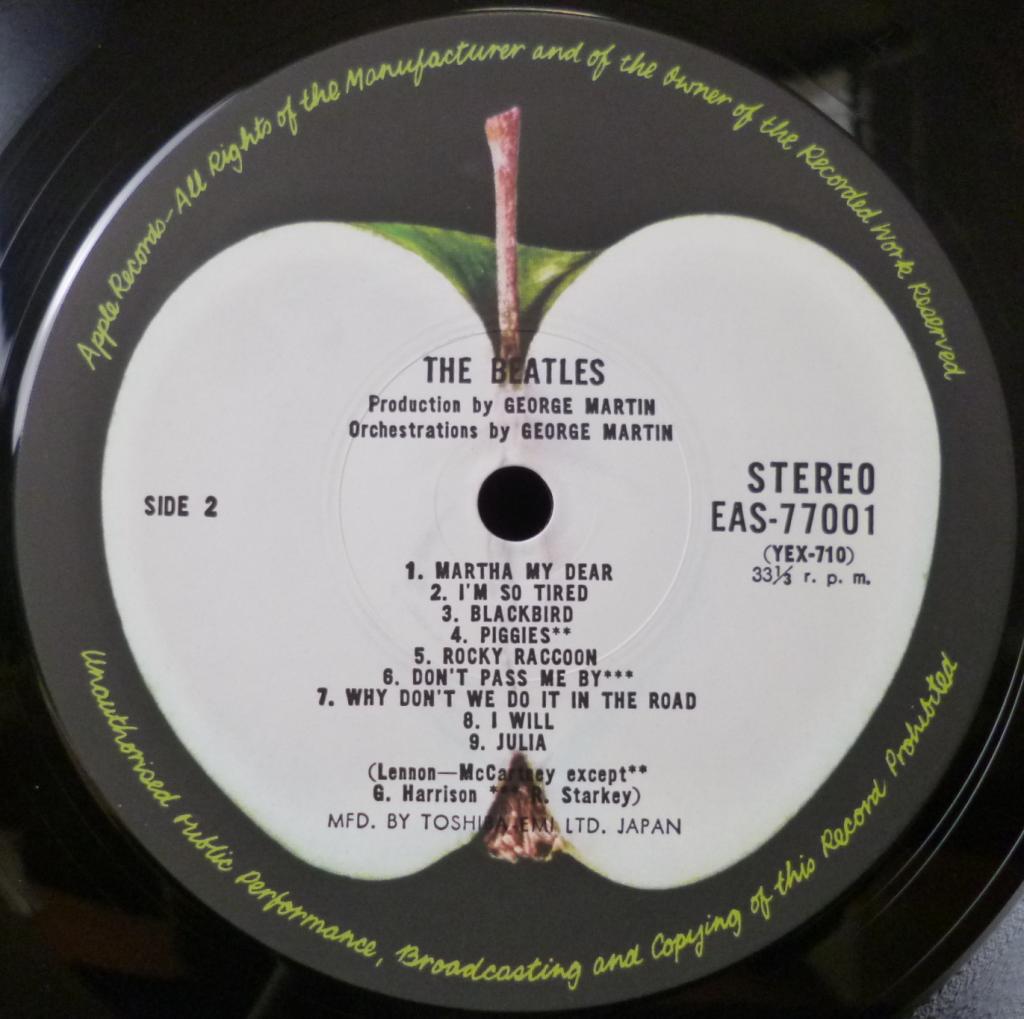 Apple Records-All Rights of the Manufacturer and of the Owner of the Recorded Work Reserved
THE BEATLES
Production by GEORGE MARTIN
Orchestrations by GEORGE MARTIN
SIDE 2
STEREO
EAS-77001
(YEX-710)
33⅓ r. p. m.
1. MARTHA MY DEAR
2. I'M SO TIRED
3. BLACKBIRD
4. PIGGIES**
5. ROCKY RACCOON
6. DON'T PASS ME BY***
7. WHY DON'T WE DO IT IN THE ROAD
8. I WILL
9. JULIA
(Lennon—McCartney except**
G. Harrison *** R. Starkey)
MFD. BY TOSHIBA EMI LTD. JAPAN
Unauthorised Public Performance, Broadcasting and Copying of this Record Prohibited